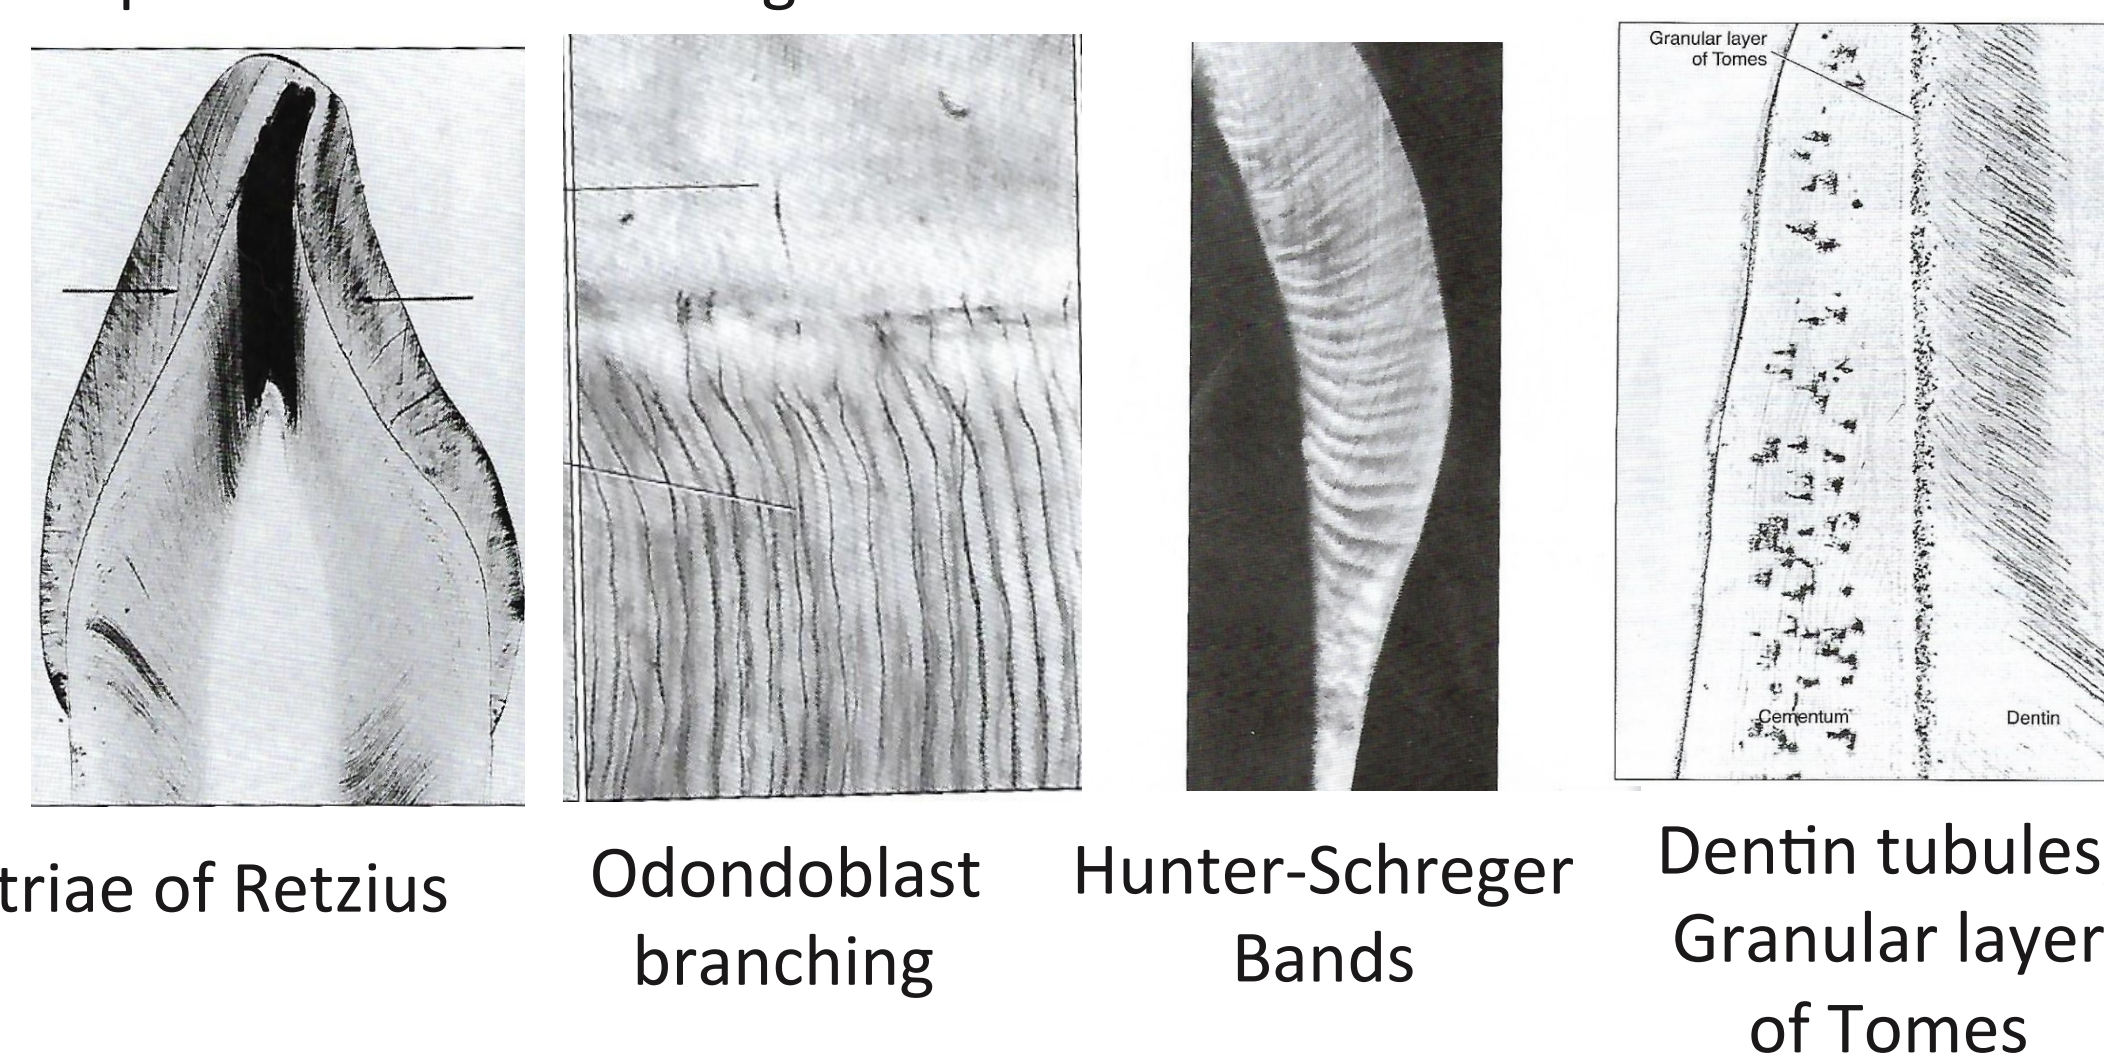 Granular layer
of Tomes
Cementum
Dentin
triae of Retzius
Odondoblast
branching
Hunter-Schreger
Bands
Dentin tubules
Granular layer
of Tomes